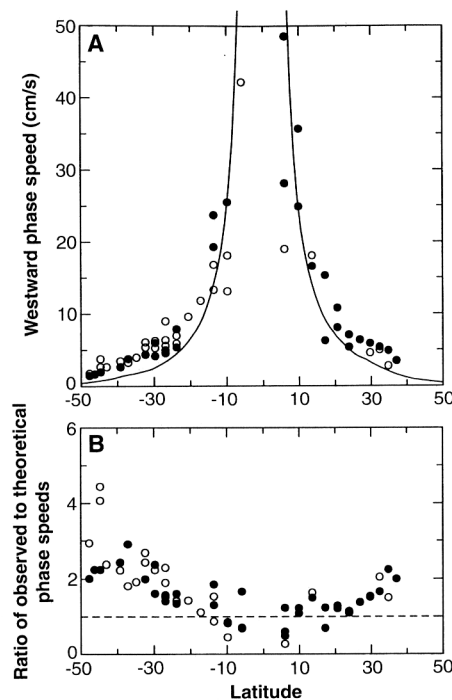 A
50
40
30
20
10
0
Westward phase speed (cm/s)
-50 -30 -10 10 30 50
B
6
4
2
0
Ratio of observed to theoretical
phase speeds
-50 -30 -10 10 30 50
Latitude